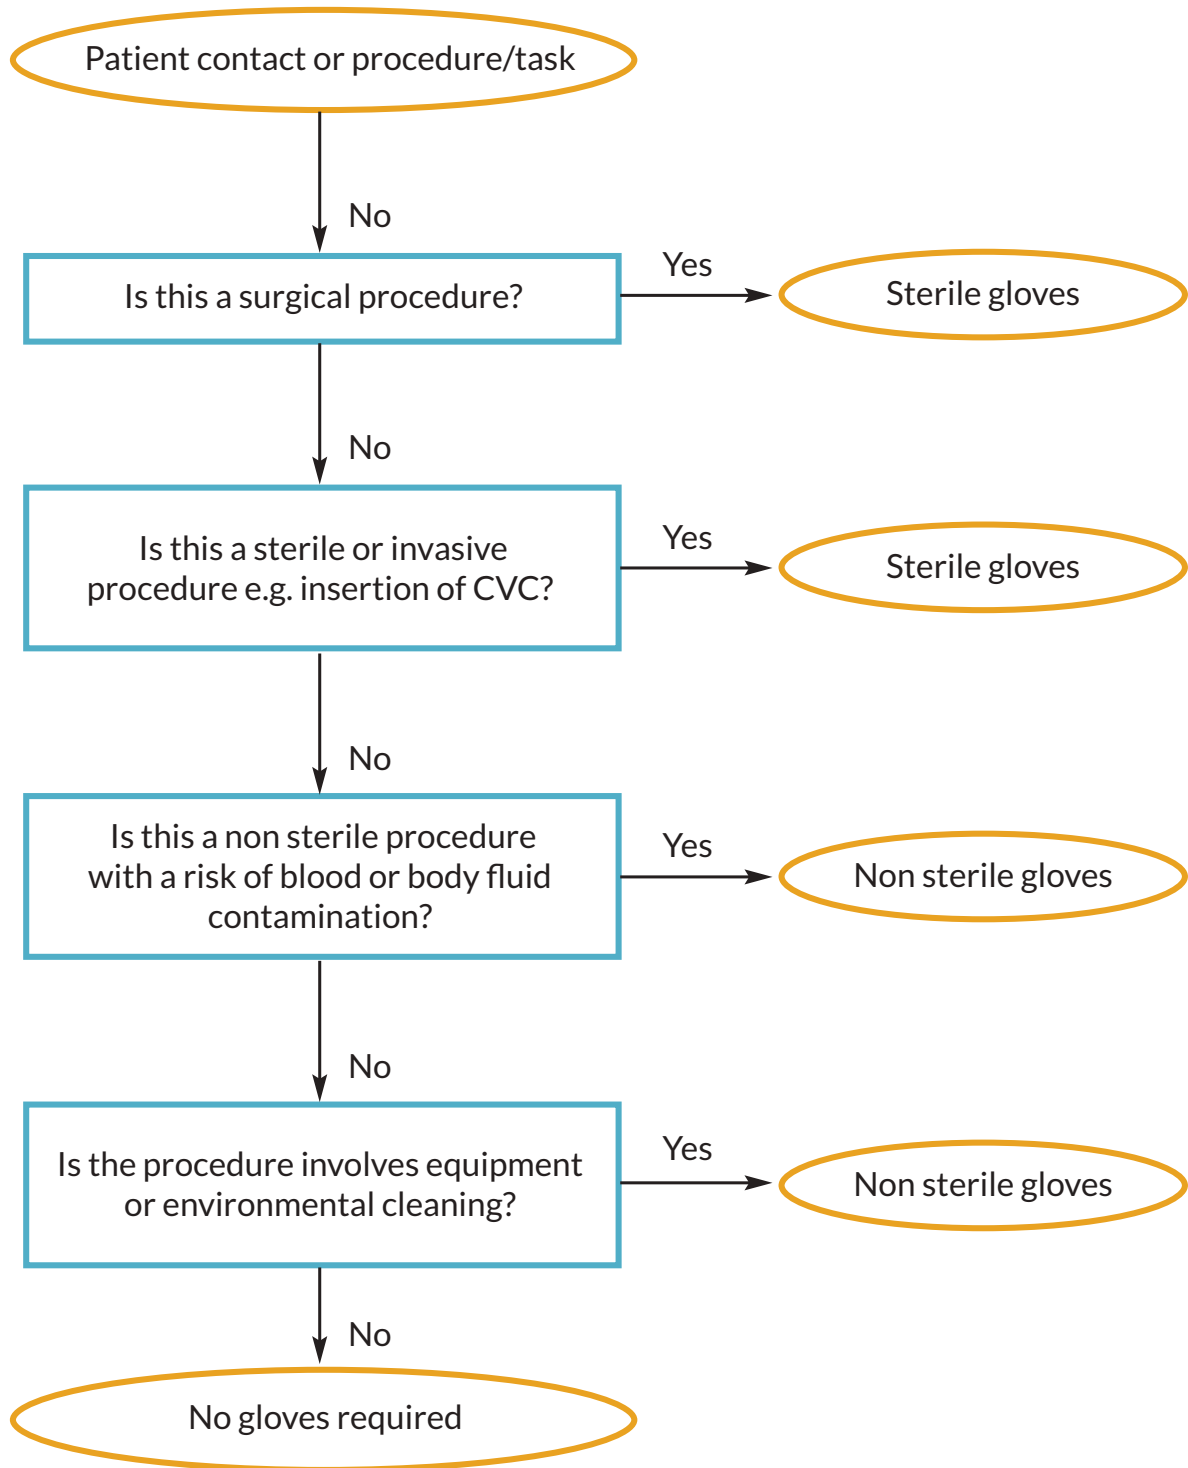 Patient contact or procedure/task
No
Is this a surgical procedure?
Yes
Sterile gloves
No
Is this a sterile or invasive
procedure e.g. insertion of CVC?
Yes
Sterile gloves
No
Is this a non sterile procedure
with a risk of blood or body fluid
contamination?
Yes
Non sterile gloves
No
Is the procedure involves equipment
or environmental cleaning?
Yes
Non sterile gloves
No
No gloves required